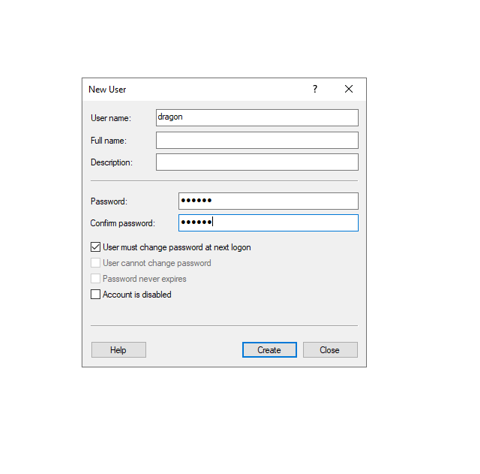 New User
?
User name: dragon
Full name:
Description:
Password: ●●●●●●
Confirm password: ●●●●●●
User must change password at next logon
User cannot change password
Password never expires
Account is disabled
Help Create Close